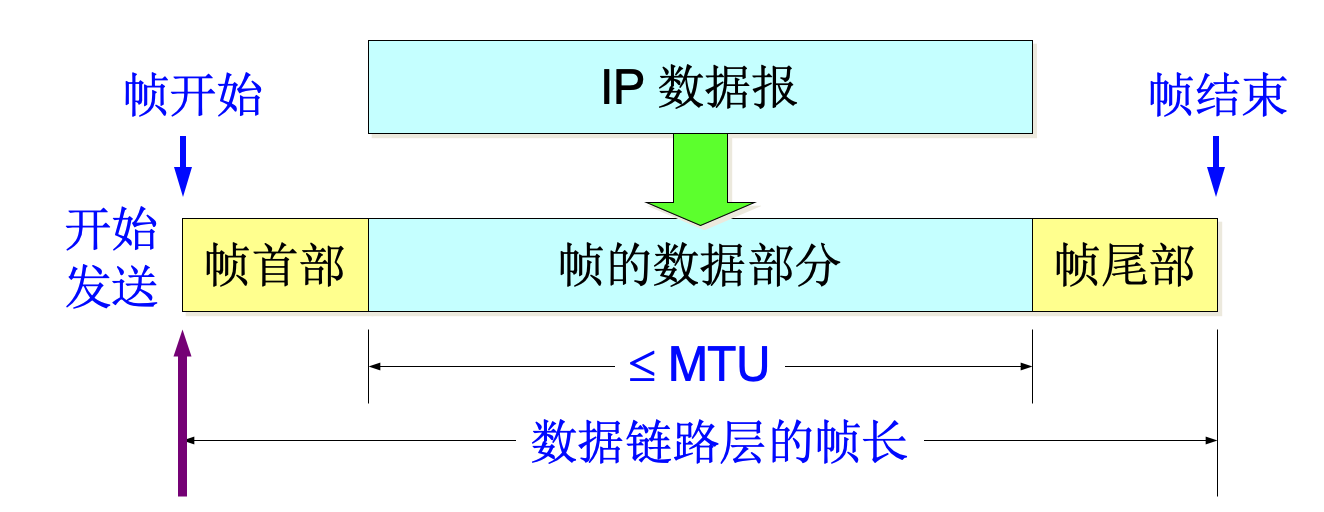 IP 数据报
帧开始
帧结束
开始
发送
帧首部
帧的数据部分
帧尾部
≤ MTU
数据链路层的帧长